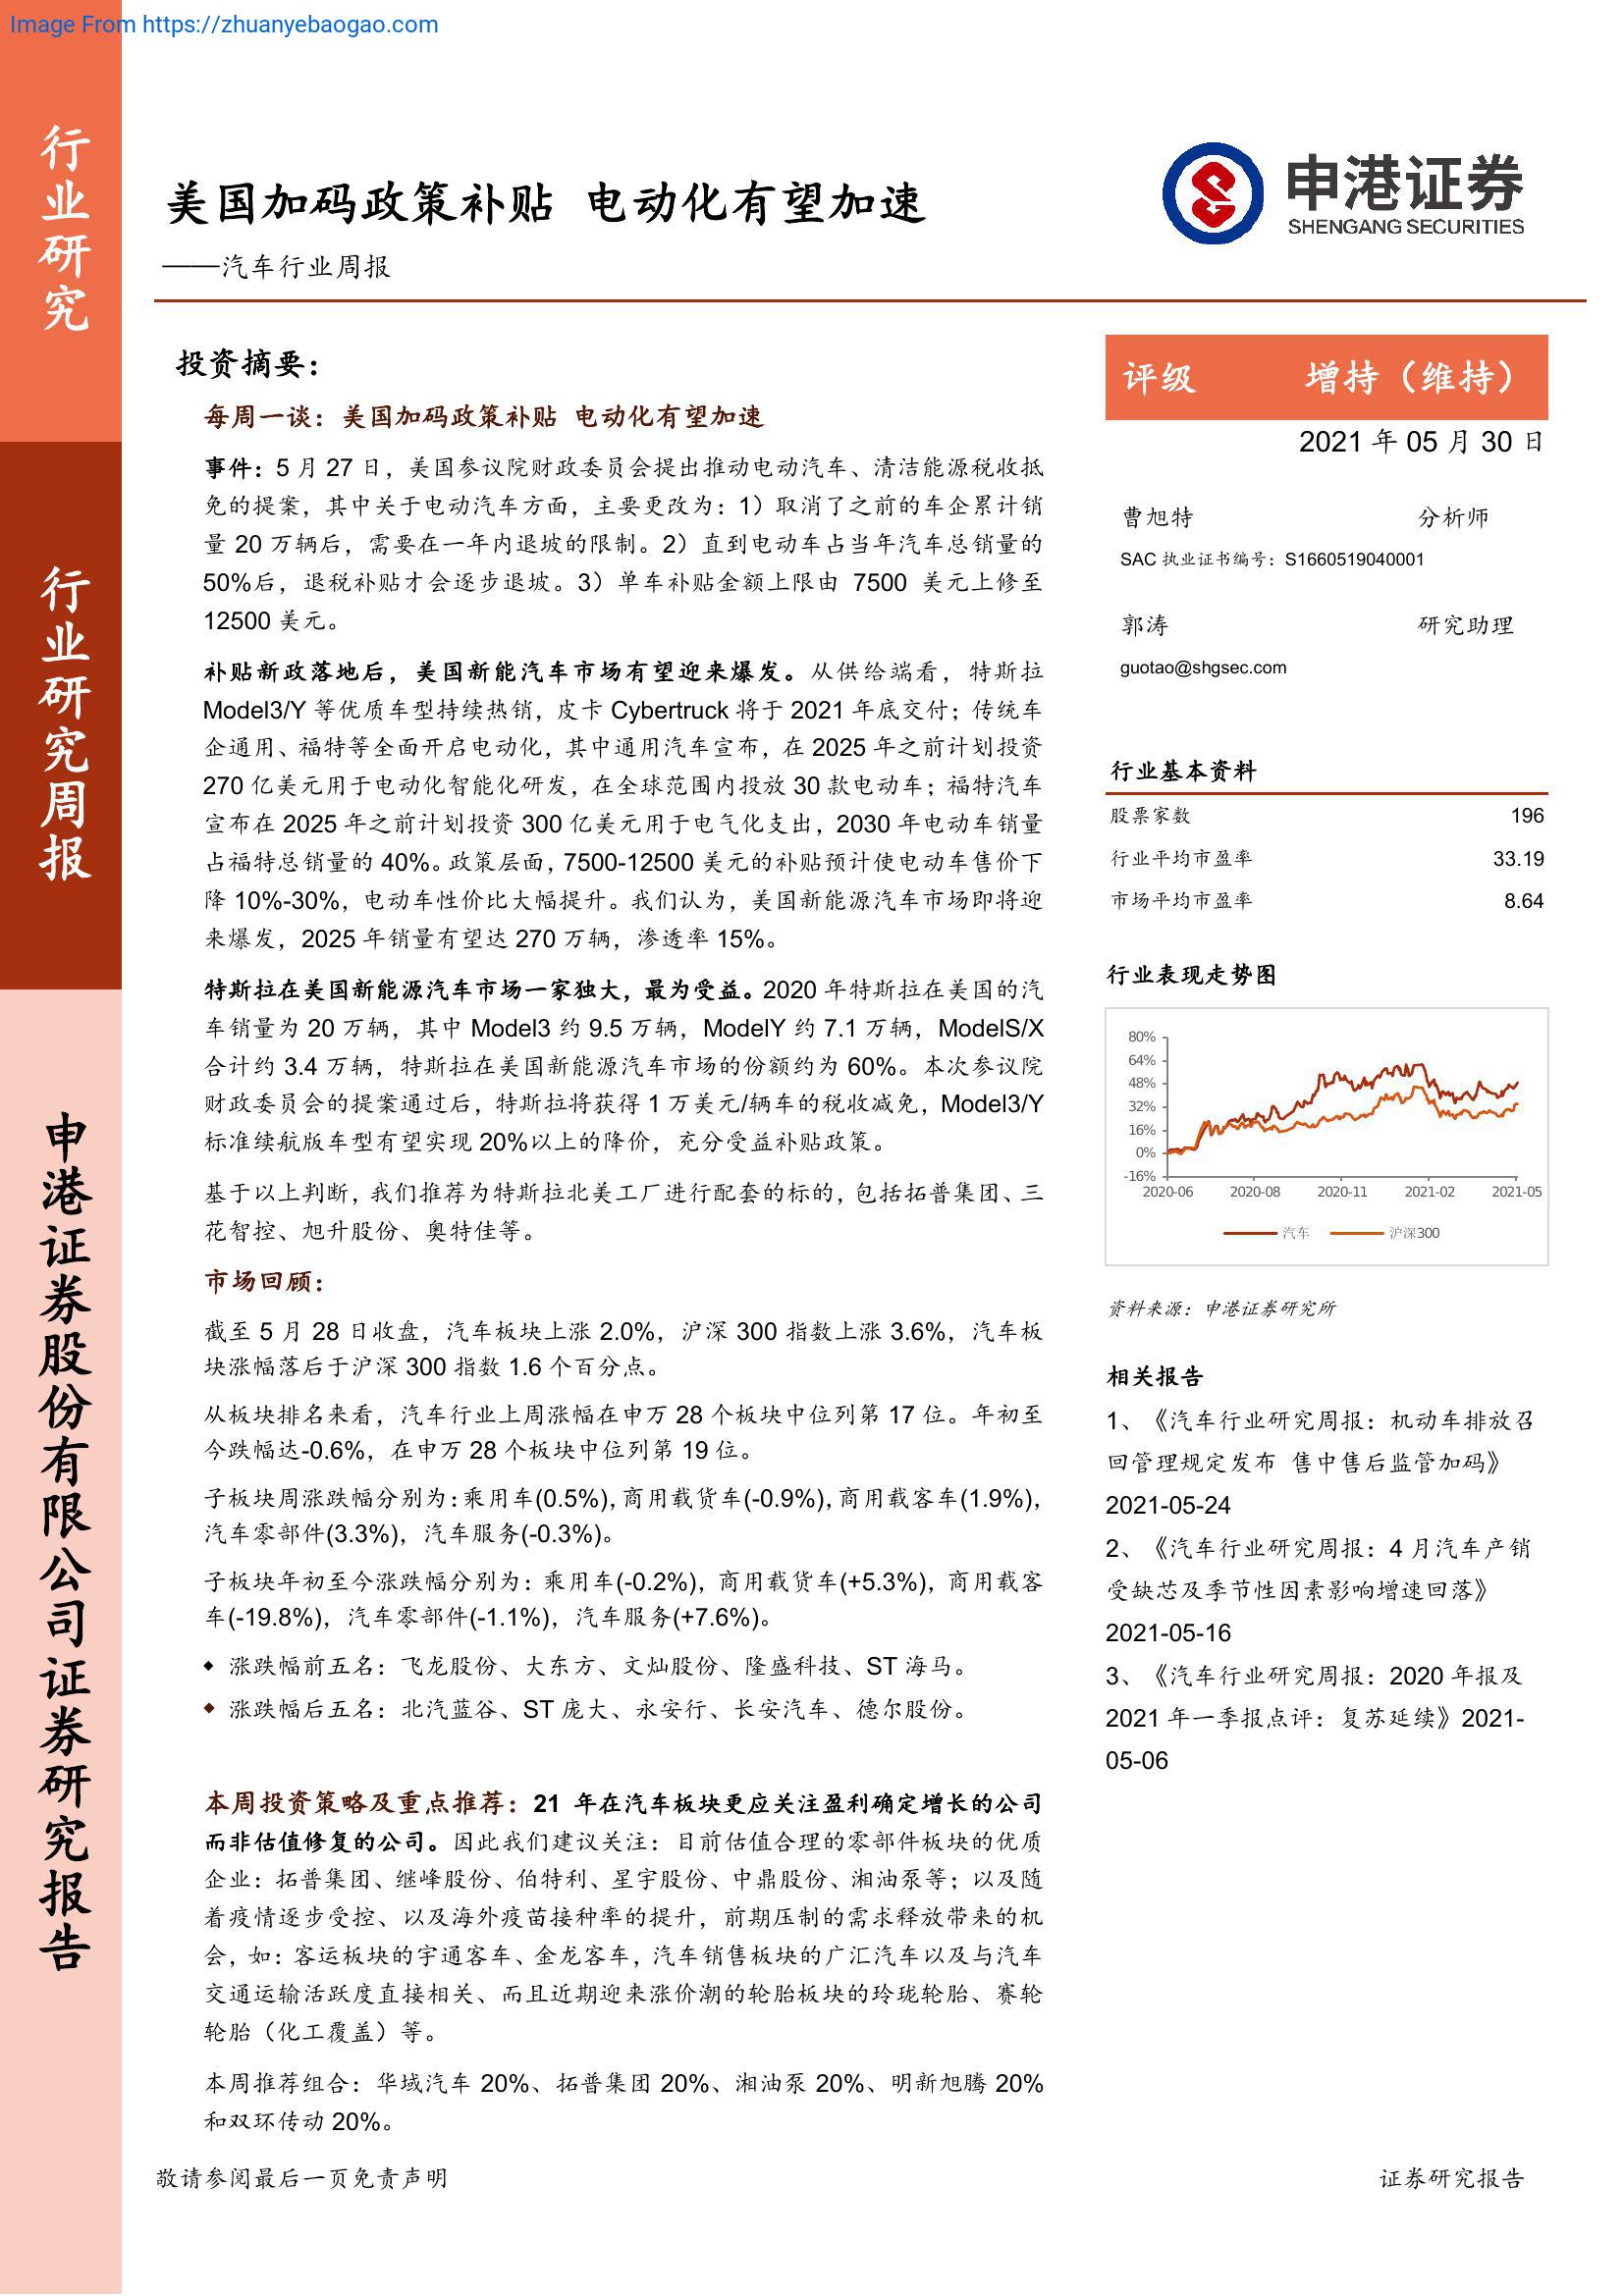 Image From https://zhuanyebaogao.com
行业研究
行业研究周报
申港证券股份有限公司证券研究报告
美国加码政策补贴 电动化有望加速
——汽车行业周报
申港证券
SHENGANG SECURITIES
投资摘要：
每周一谈：美国加码政策补贴 电动化有望加速
事件：5 月 27 日，美国参议院财政委员会提出推动电动汽车、清洁能源税收抵
免的提案，其中关于电动汽车方面，主要更改为：1）取消了之前的车企累计销
量 20 万辆后，需要在一年内退坡的限制。2）直到电动车占当年汽车总销量的
50%后，退税补贴才会逐步退坡。3）单车补贴金额上限由 7500 美元上修至
12500 美元。
补贴新政落地后，美国新能汽车市场有望迎来爆发。从供给端看，特斯拉
Model3/Y 等优质车型持续热销，皮卡 Cybertruck 将于 2021 年底交付；传统车
企通用、福特等全面开启电动化，其中通用汽车宣布，在 2025 年之前计划投资
270 亿美元用于电动化智能化研发，在全球范围内投放 30 款电动车；福特汽车
宣布在 2025 年之前计划投资 300 亿美元用于电气化支出，2030 年电动车销量
占福特总销量的 40%。政策层面，7500-12500 美元的补贴预计使电动车售价下
降 10%-30%，电动车性价比大幅提升。我们认为，美国新能源汽车市场即将迎
来爆发，2025 年销量有望达 270 万辆，渗透率 15%。
特斯拉在美国新能源汽车市场一家独大，最为受益。2020 年特斯拉在美国的汽
车销量为 20 万辆，其中 Model3 约 9.5 万辆，ModelY 约 7.1 万辆，ModelS/X
合计约 3.4 万辆，特斯拉在美国新能源汽车市场的份额约为 60%。本次参议院
财政委员会的提案通过后，特斯拉将获得 1 万美元/辆车的税收减免，Model3/Y
标准续航版车型有望实现 20%以上的降价，充分受益补贴政策。
基于以上判断，我们推荐为特斯拉北美工厂进行配套的标的，包括拓普集团、三
花智控、旭升股份、奥特佳等。
市场回顾：
截至 5 月 28 日收盘，汽车板块上涨 2.0%，沪深 300 指数上涨 3.6%，汽车板
块涨幅落后于沪深 300 指数 1.6 个百分点。
从板块排名来看，汽车行业上周涨幅在申万 28 个板块中位列第 17 位。年初至
今跌幅达-0.6%，在申万 28 个板块中位列第 19 位。
子板块周涨跌幅分别为：乘用车(0.5%)，商用载货车(-0.9%)，商用载客车(1.9%)，
汽车零部件(3.3%)，汽车服务(-0.3%)。
子板块年初至今涨跌幅分别为：乘用车(-0.2%)，商用载货车(+5.3%)，商用载客
车(-19.8%)，汽车零部件(-1.1%)，汽车服务(+7.6%)。
◆ 涨跌幅前五名：飞龙股份、大东方、文灿股份、隆盛科技、ST 海马。
◆ 涨跌幅后五名：北汽蓝谷、ST 庞大、永安行、长安汽车、德尔股份。
本周投资策略及重点推荐：21 年在汽车板块更应关注盈利确定增长的公司
而非估值修复的公司。因此我们建议关注：目前估值合理的零部件板块的优质
企业：拓普集团、继峰股份、伯特利、星宇股份、中鼎股份、湘油泵等；以及随
着疫情逐步受控、以及海外疫苗接种率的提升，前期压制的需求释放带来的机
会，如：客运板块的宇通客车、金龙客车，汽车销售板块的广汇汽车以及与汽车
交通运输活跃度直接相关、而且近期迎来涨价潮的轮胎板块的玲珑轮胎、赛轮
轮胎（化工覆盖）等。
本周推荐组合：华域汽车 20%、拓普集团 20%、湘油泵 20%、明新旭腾 20%
和双环传动 20%。
评级 增持（维持）
2021 年 05 月 30 日
曹旭特 分析师
SAC 执业证书编号：S1660519040001
郭涛 研究助理
guotao@shgsec.com
行业基本资料
股票家数 196
行业平均市盈率 33.19
市场平均市盈率 8.64
行业表现走势图
80%
64%
48%
32%
16%
0%
-16%
2020-06 2020-08 2020-11 2021-02 2021-05
汽车 沪深300
资料来源：申港证券研究所
相关报告
1、《汽车行业研究周报：机动车排放召
回管理规定发布 售中售后监管加码》
2021-05-24
2、《汽车行业研究周报：4 月汽车产销
受缺芯及季节性因素影响增速回落》
2021-05-16
3、《汽车行业研究周报：2020 年报及
2021 年一季报点评：复苏延续》2021-
05-06
敬请参阅最后一页免责声明 证券研究报告